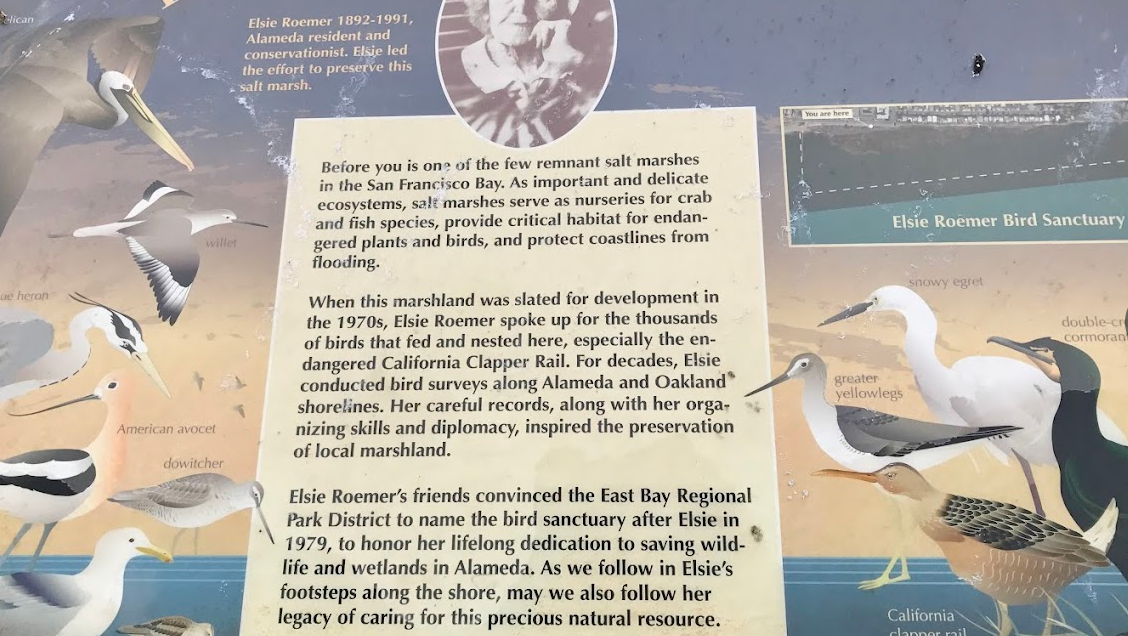 elican
Elsie Roemer 1892-1991,
Alameda resident and
conservationist. Elsie led
the effort to preserve this
salt marsh.
You are here
Elsie Roemer Bird Sanctuary
Before you is one of the few remnant salt marshes
in the San Francisco Bay. As important and delicate
ecosystems, salt marshes serve as nurseries for crab
and fish species, provide critical habitat for endan-
gered plants and birds, and protect coastlines from
flooding.
When this marshland was slated for development in
the 1970s, Elsie Roemer spoke up for the thousands
of birds that fed and nested here, especially the en-
dangered California Clapper Rail. For decades, Elsie
conducted bird surveys along Alameda and Oakland
shorelines. Her careful records, along with her orga-
nizing skills and diplomacy, inspired the preservation
of local marshland.
Elsie Roemer's friends convinced the East Bay Regional
Park District to name the bird sanctuary after Elsie in
1979, to honor her lifelong dedication to saving wild-
life and wetlands in Alameda. As we follow in Elsie's
footsteps along the shore, may we also follow her
legacy of caring for this precious natural resource.
willet
ue heron
American avocet
dowitcher
snowy egret
double-cr
cormoran
greater
yellowlegs
California
clapper rail